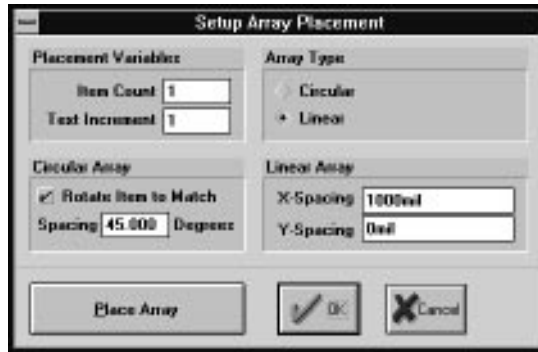 Setup Array Placement
Placement Variables
Item Count 1
Text Increment 1
Array Type
Circular
Linear
Circular Array
Rotate Item to Match
Spacing 45.000 Degrees
Linear Array
X-Spacing 1000mil
Y-Spacing 0mil
Place Array
OK
Cancel